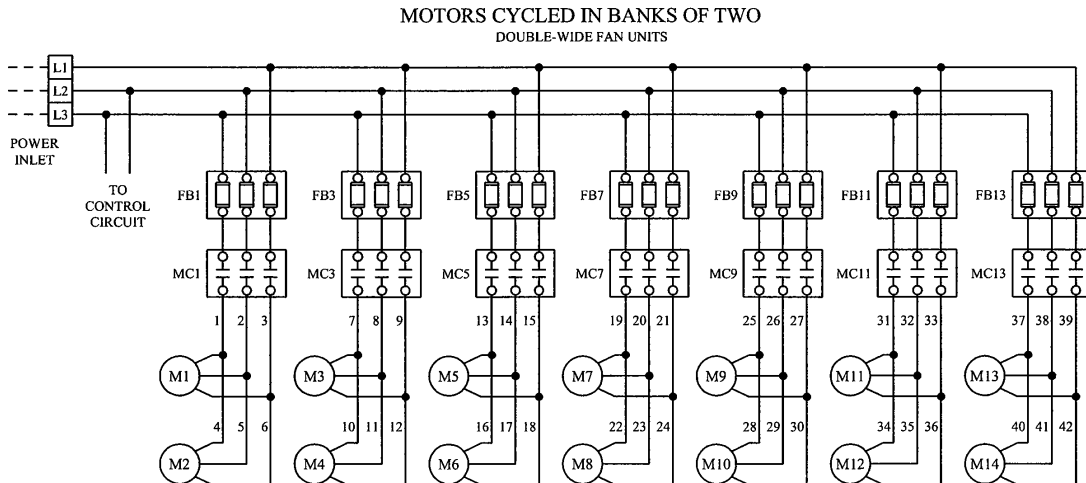 MOTORS CYCLED IN BANKS OF TWO
DOUBLE-WIDE FAN UNITS
L1
L2
L3
POWER
INLET
TO
CONTROL
CIRCUIT
FB1 FB3 FB5 FB7 FB9 FB11 FB13
MC1 MC3 MC5 MC7 MC9 MC11 MC13
1 2 3 7 8 9 13 14 15 19 20 21 25 26 27 31 32 33 37 38 39
M1 M3 M5 M7 M9 M11 M13
4 5 6 10 11 12 16 17 18 22 23 24 28 29 30 34 35 36 40 41 42
M2 M4 M6 M8 M10 M12 M14